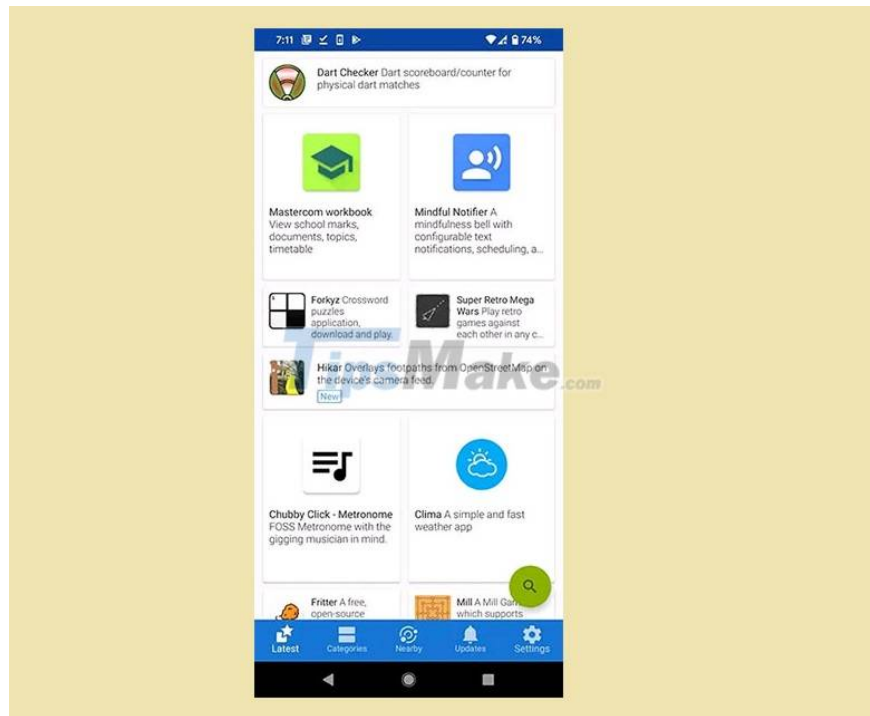 7:11
74%
Dart Checker Dart scoreboard/counter for
physical dart matches
Mastercom workbook
View school marks,
documents, topics,
timetable
Mindful Notifier A
mindfulness bell with
configurable text
notifications, scheduling, a...
Forkyz Crossword
puzzles
application,
download and play.
Super Retro Mega
Wars Play retro
games against
each other in any c...
Hikar Overlays footpaths from OpenStreetMap on
the device's camera feed.
New
TipsMake.com
Chubby Click - Metronome
FOSS Metronome with the
gigging musician in mind.
Clima A simple and fast
weather app
Fritter A free,
open-source
Mill A Mill
which supports
Latest
Categories
Nearby
Updates
Settings